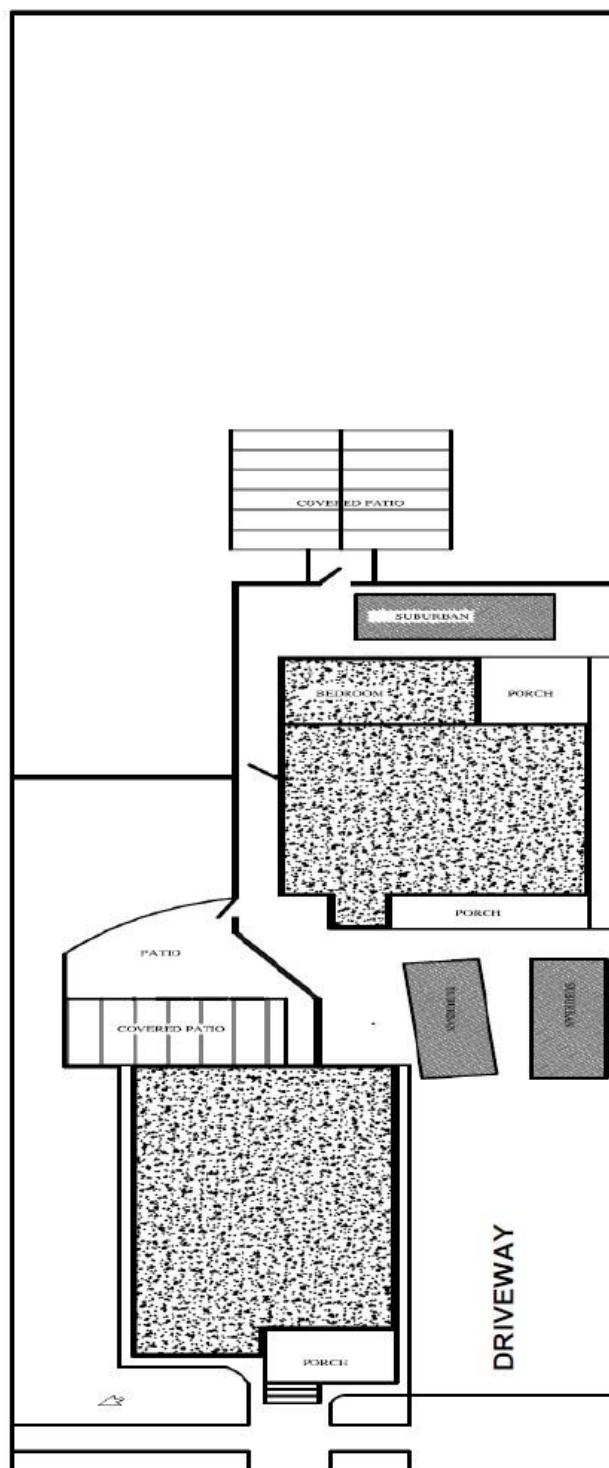 COVERED PATIO
SUBURBAN
BEDROOM
PORCH
PORCH
PATIO
SUBURBAN
SUBURBAN
COVERED PATIO
DRIVEWAY
PORCH